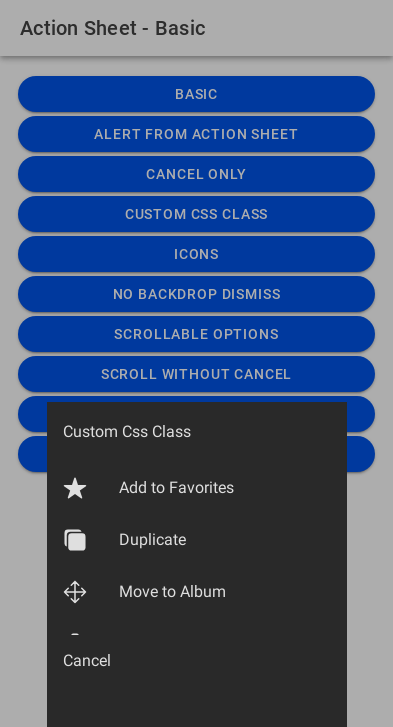 Action Sheet - Basic
BASIC
ALERT FROM ACTION SHEET
CANCEL ONLY
CUSTOM CSS CLASS
ICONS
NO BACKDROP DISMISS
SCROLLABLE OPTIONS
SCROLL WITHOUT CANCEL
Custom Css Class
Add to Favorites
Duplicate
Move to Album
Cancel